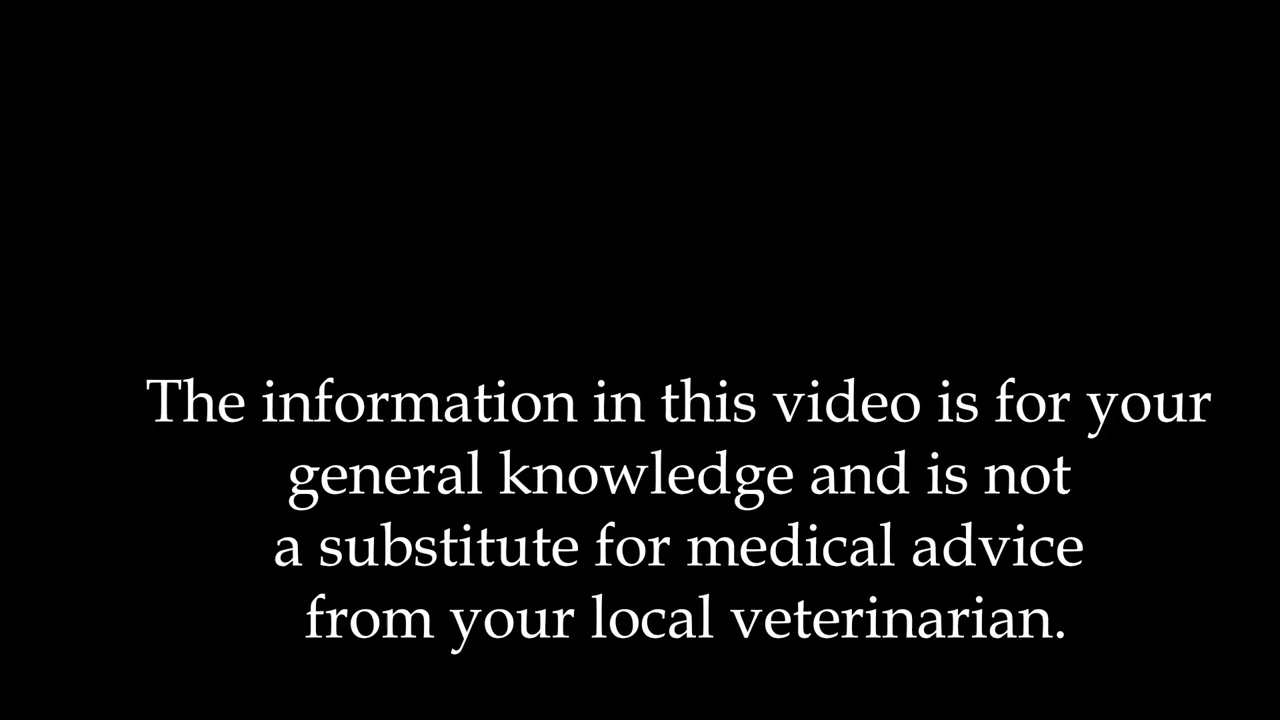 The information in this video is for your
general knowledge and is not
a substitute for medical advice
from your local veterinarian.